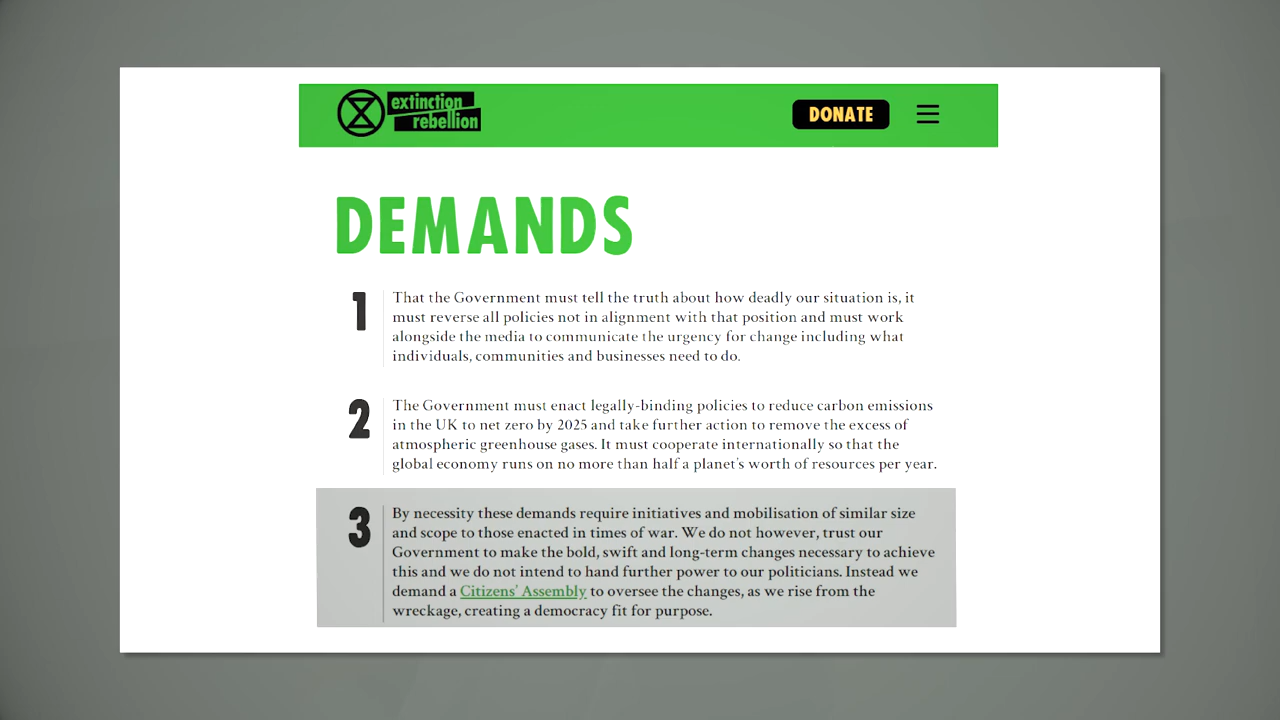 extinction
rebellion
DONATE
DEMANDS
1
That the Government must tell the truth about how deadly our situation is, it
must reverse all policies not in alignment with that position and must work
alongside the media to communicate the urgency for change including what
individuals, communities and businesses need to do.
2
The Government must enact legally-binding policies to reduce carbon emissions
in the UK to net zero by 2025 and take further action to remove the excess of
atmospheric greenhouse gases. It must cooperate internationally so that the
global economy runs on no more than half a planet's worth of resources per year.
3
By necessity these demands require initiatives and mobilisation of similar size
and scope to those enacted in times of war. We do not however, trust our
Government to make the bold, swift and long-term changes necessary to achieve
this and we do not intend to hand further power to our politicians. Instead we
demand a Citizens' Assembly to oversee the changes, as we rise from the
wreckage, creating a democracy fit for purpose.